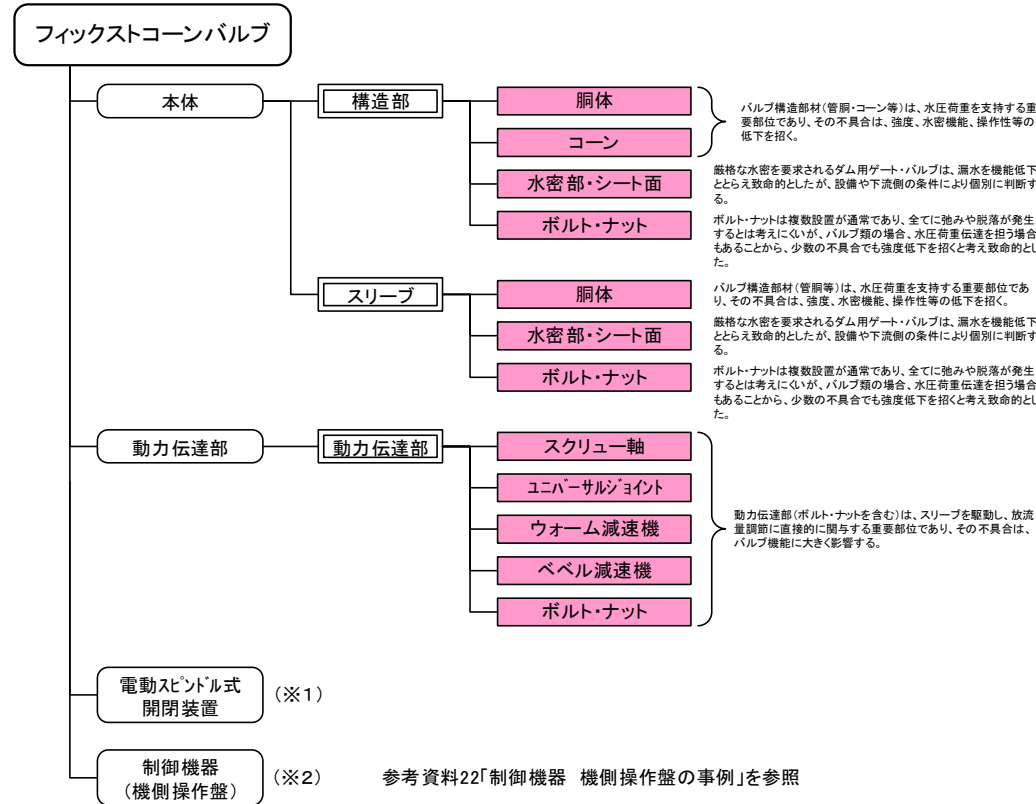 フィックストコーンバルブ
本体
構造部
胴体
コーン
水密部・シート面
ボルト・ナット
バルブ構造部材(管胴・コーン等)は、水圧荷重を支持する重
要部位であり、その不具合は、強度、水密機能、操作性等の
低下を招く。
厳格な水密を要求されるダム用ゲート・バルブは、漏水を機能低下
ととらえ致命的としたが、設備や下流側の条件により個別に判断す
る。
ボルト・ナットは複数設置が通常であり、全てに弛みや脱落が発生
するとは考えにくいが、バルブ類の場合、水圧荷重伝達を担う場合
もあることから、少数の不具合でも強度低下を招くと考え致命的とし
た。
スリーブ
胴体
水密部・シート面
ボルト・ナット
バルブ構造部材(管胴等)は、水圧荷重を支持する重要部位であ
り、その不具合は、強度、水密機能、操作性等の低下を招く。
厳格な水密を要求されるダム用ゲート・バルブは、漏水を機能低下
ととらえ致命的としたが、設備や下流側の条件により個別に判断す
る。
ボルト・ナットは複数設置が通常であり、全てに弛みや脱落が発生
するとは考えにくいが、バルブ類の場合、水圧荷重伝達を担う場合
もあることから、少数の不具合でも強度低下を招くと考え致命的とし
た。
動力伝達部
動力伝達部
スクリュー軸
ユニバーサルジョイント
ウォーム減速機
ベベル減速機
ボルト・ナット
動力伝達部(ボルト・ナットを含む)は、スリーブを駆動し、放流
量調節に直接的に関与する重要部位であり、その不具合は、
バルブ機能に大きく影響する。
電動スピンドル式
開閉装置
(※1)
制御機器
(機側操作盤)
(※2)
参考資料22「制御機器 機側操作盤の事例」を参照